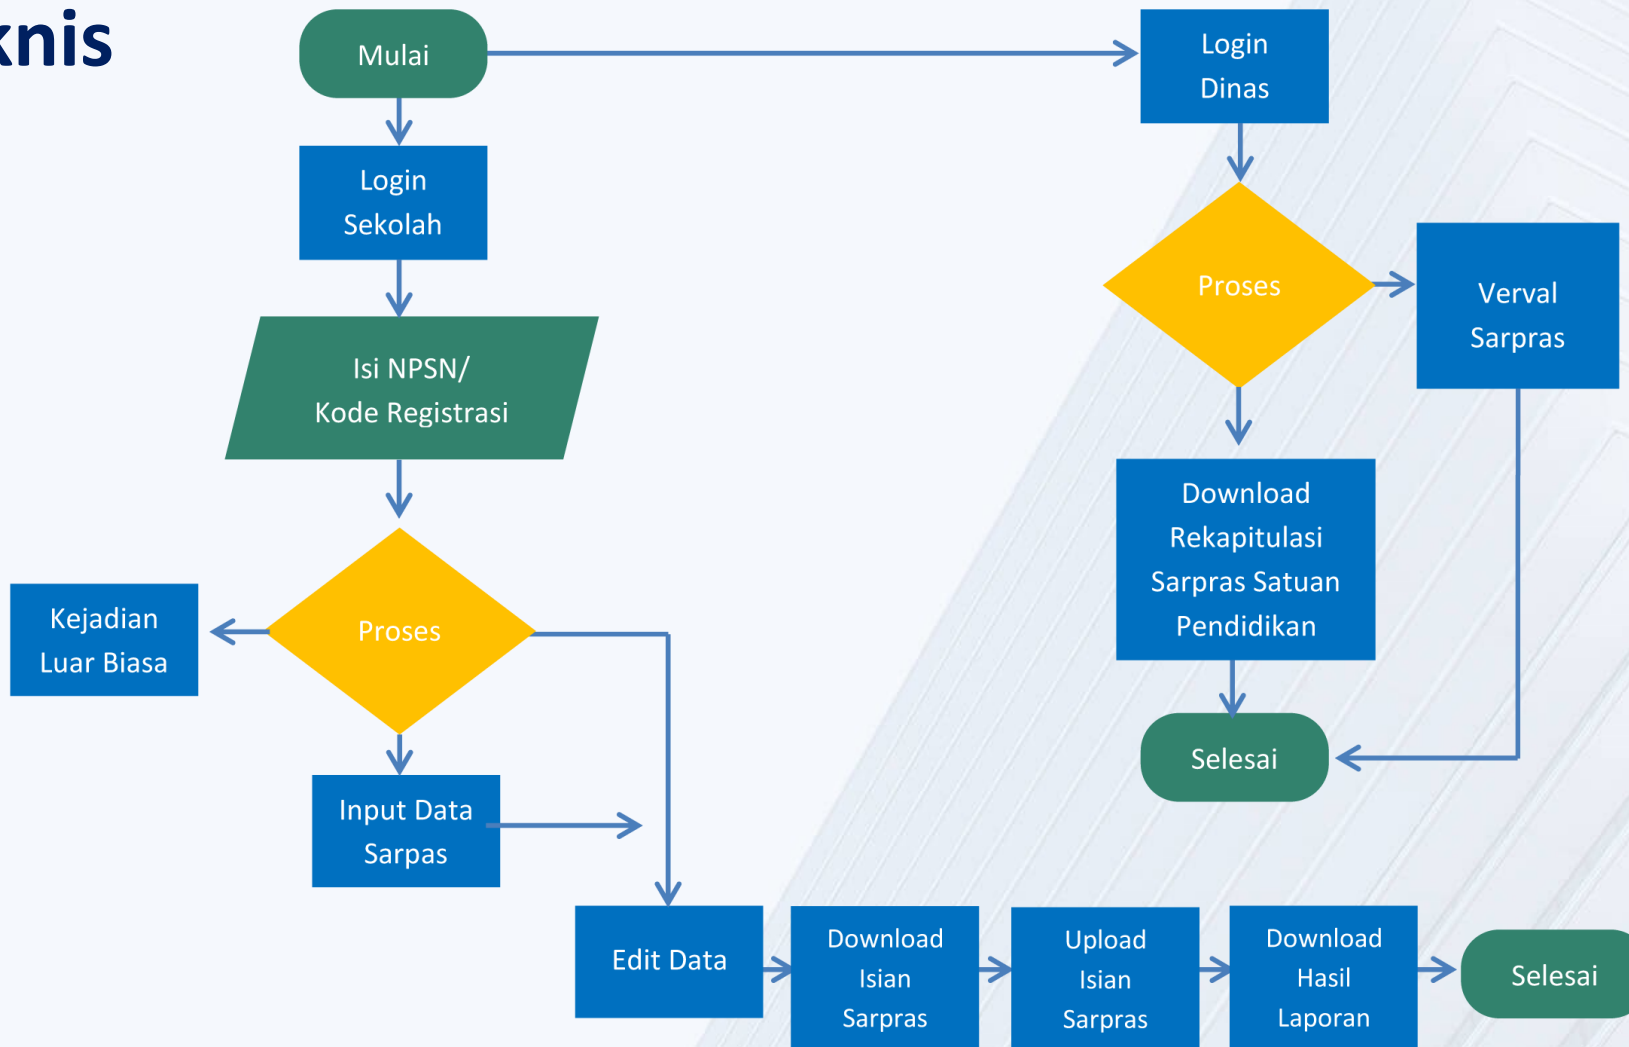 knis
Mulai
Login
Dinas
Login
Sekolah
Proses
Verval
Sarpras
Isi NPSN/
Kode Registrasi
Download
Rekapitulasi
Sarpras Satuan
Pendidikan
Kejadian
Luar Biasa
Proses
Selesai
Input Data
Sarpas
Edit Data
Download
Isian
Sarpras
Upload
Isian
Sarpras
Download
Hasil
Laporan
Selesai